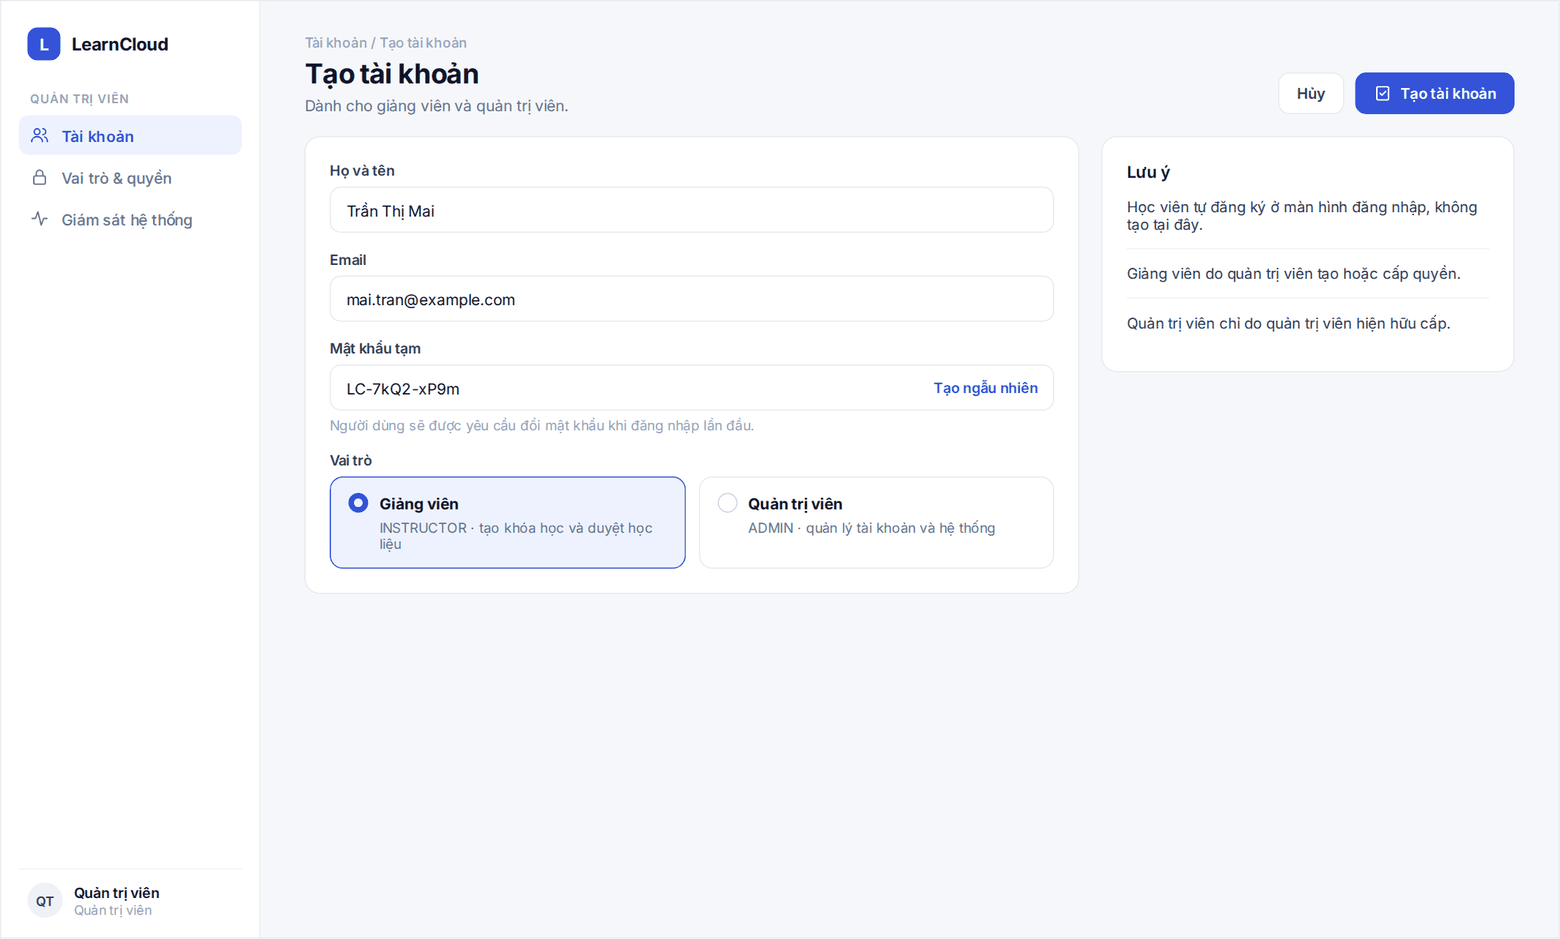 L LearnCloud
QUẢN TRỊ VIÊN
Tài khoản
Vai trò & quyền
Giám sát hệ thống
QT
Quản trị viên
Quản trị viên
Tài khoản / Tạo tài khoản
Tạo tài khoản
Dành cho giảng viên và quản trị viên.
Hủy
Tạo tài khoản
Họ và tên
Trần Thị Mai
Email
mai.tran@example.com
Mật khẩu tạm
LC-7kQ2-xP9m
Tạo ngẫu nhiên
Người dùng sẽ được yêu cầu đổi mật khẩu khi đăng nhập lần đầu.
Vai trò
Giảng viên
INSTRUCTOR · tạo khóa học và duyệt học
liệu
Quản trị viên
ADMIN · quản lý tài khoản và hệ thống
Lưu ý
Học viên tự đăng ký ở màn hình đăng nhập, không
tạo tại đây.
Giảng viên do quản trị viên tạo hoặc cấp quyền.
Quản trị viên chỉ do quản trị viên hiện hữu cấp.